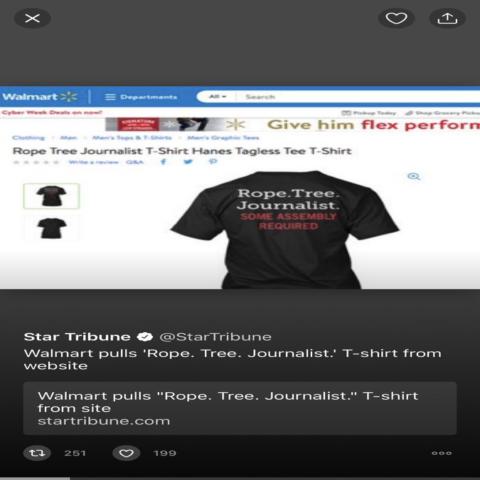 Walmart
Departments
All
Search
Cyber Week Deals on now!
Pickup Today
Shop Grocery Pickup
SIGNATURE
Give him flex perform
Clothing
Men
Men's Tops & T-Shirts
Men's Graphic Tees
Rope Tree Journalist T-Shirt Hanes Tagless Tee T-Shirt
Write a review
Q&A
Rope.Tree.
Journalist.
SOME ASSEMBLY
REQUIRED
Star Tribune @StarTribune
Walmart pulls 'Rope. Tree. Journalist.' T-shirt from
website
Walmart pulls "Rope. Tree. Journalist." T-shirt
from site
startribune.com
251
199